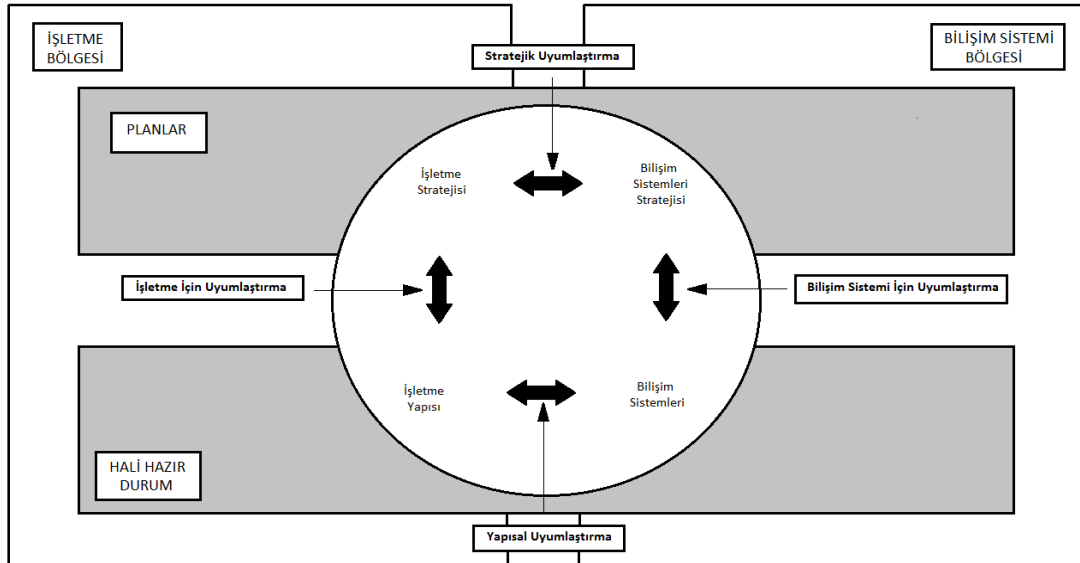 İŞLETME
BÖLGESİ
Stratejik Uyumlaştırma
BİLİŞİM SİSTEMİ
BÖLGESİ
PLANLAR
İşletme
Stratejisi
Bilişim
Sistemleri
Stratejisi
İşletme İçin Uyumlaştırma
Bilişim Sistemi İçin Uyumlaştırma
İşletme
Yapısı
Bilişim
Sistemleri
HALİ HAZIR
DURUM
Yapısal Uyumlaştırma